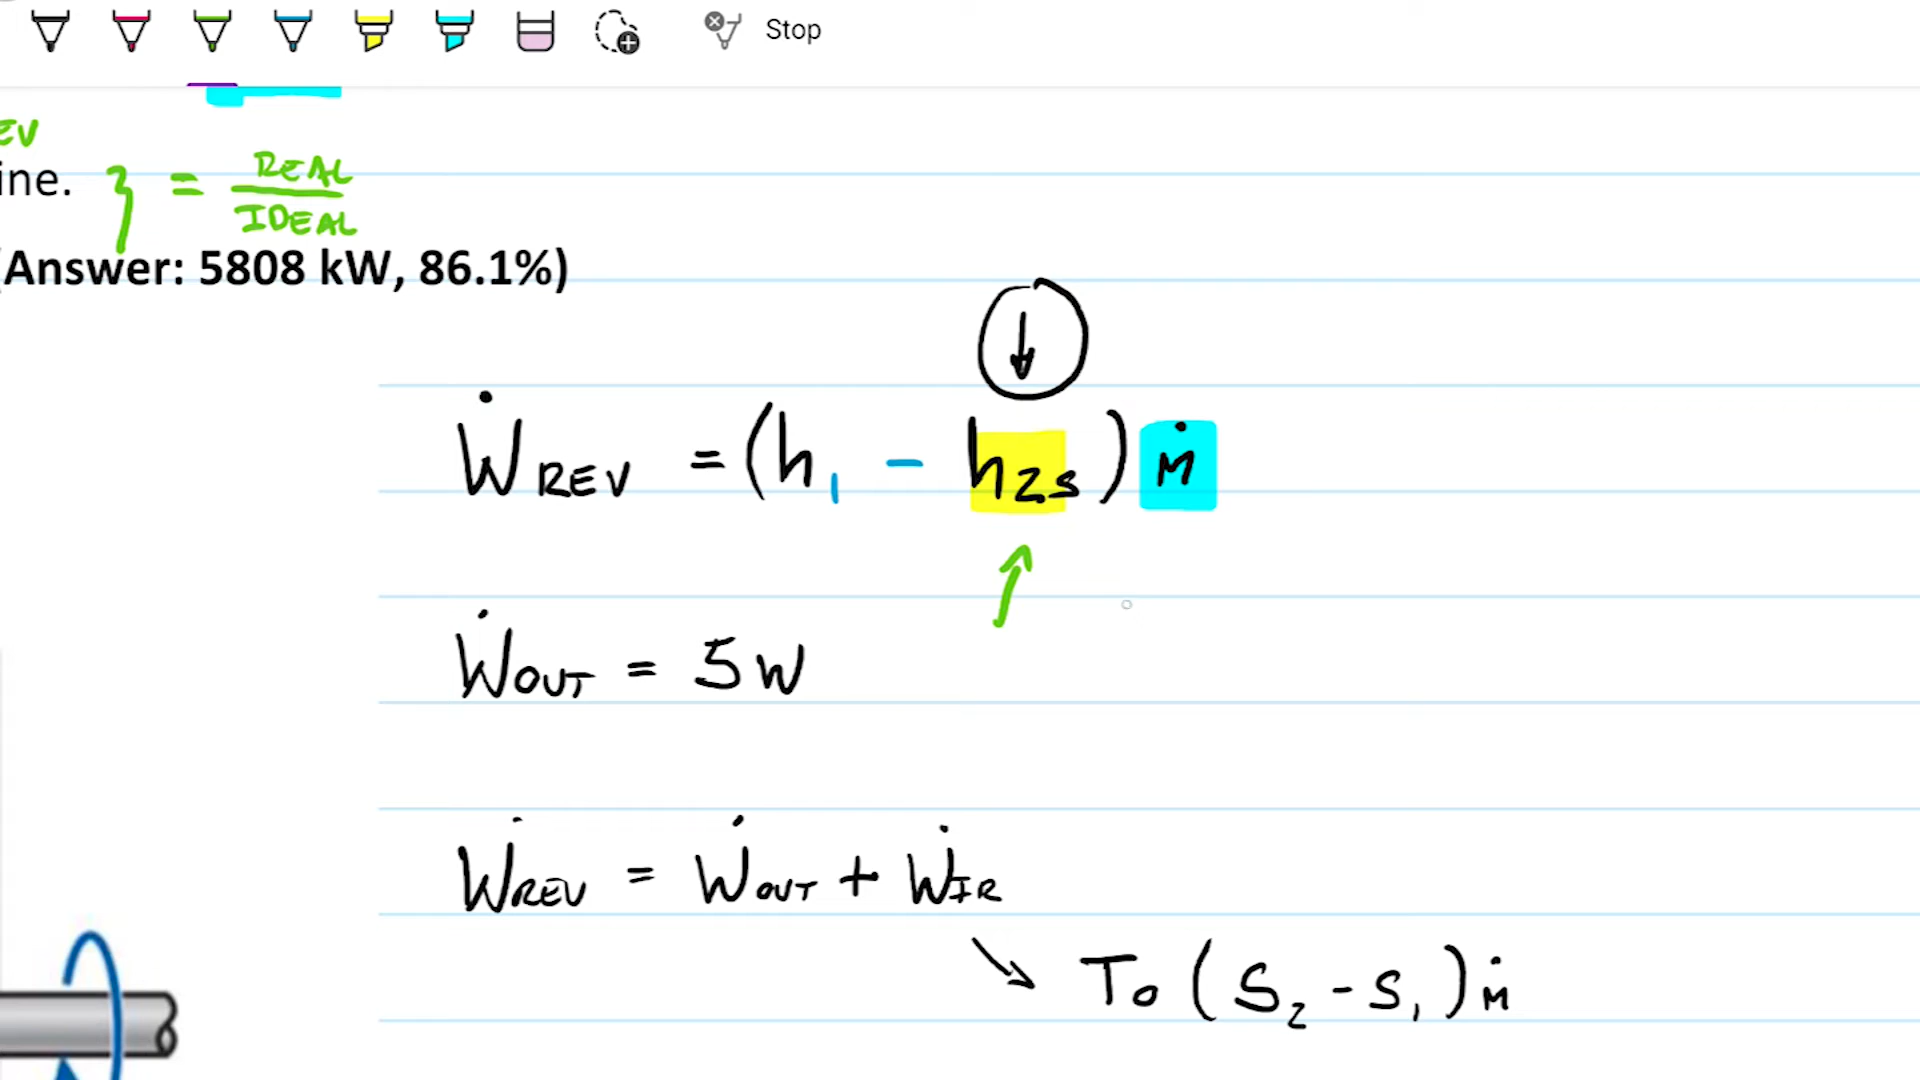 Stop
EV
ine. η = REAL / IDEAL
(Answer: 5808 kW, 86.1%)
↓
Ẇ REV = (h1 - h2s) ṁ
Ẇ OUT = 5W
Ẇ REV = Ẇ OUT + Ẇ IR
To (S2 - S1) ṁ